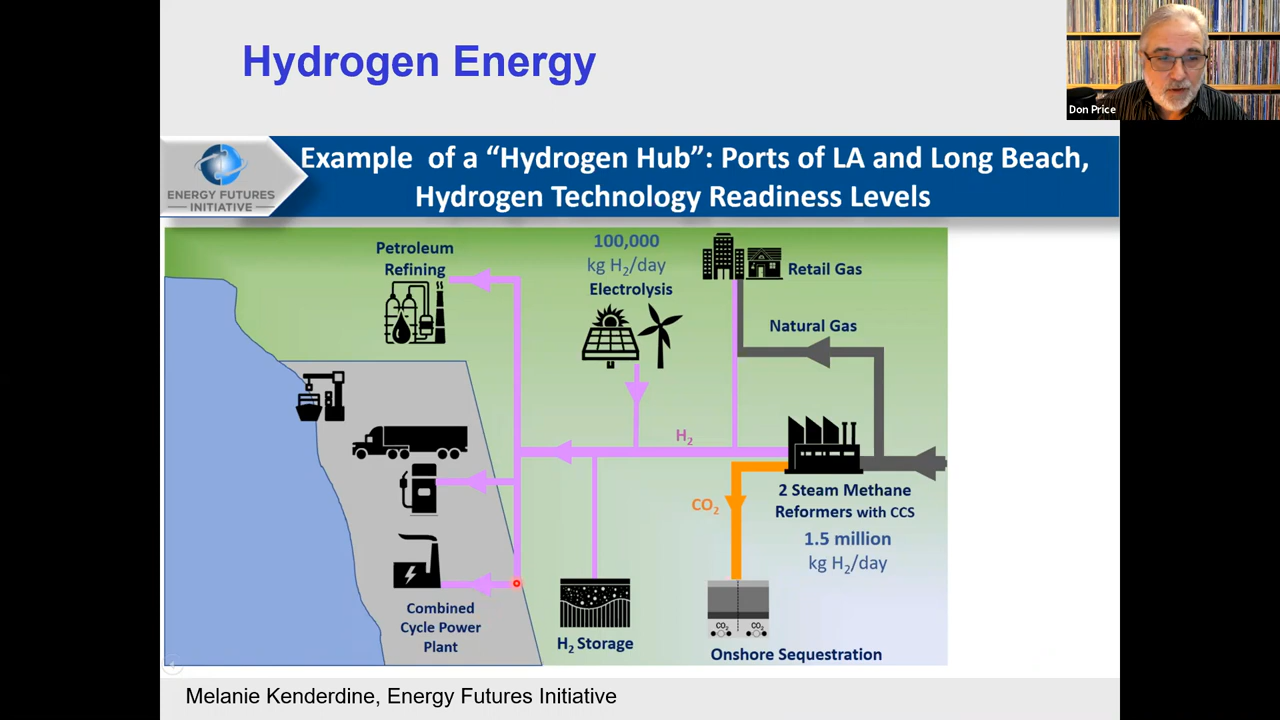 Hydrogen Energy
Don Price
ENERGY FUTURES
INITIATIVE
Example of a “Hydrogen Hub”: Ports of LA and Long Beach,
Hydrogen Technology Readiness Levels
Petroleum
Refining
100,000
kg H₂/day
Electrolysis
Retail Gas
Natural Gas
H₂
CO₂
2 Steam Methane
Reformers with CCS
1.5 million
kg H₂/day
Combined
Cycle Power
Plant
H₂ Storage
CO₂ CO₂
Onshore Sequestration
Melanie Kenderdine, Energy Futures Initiative